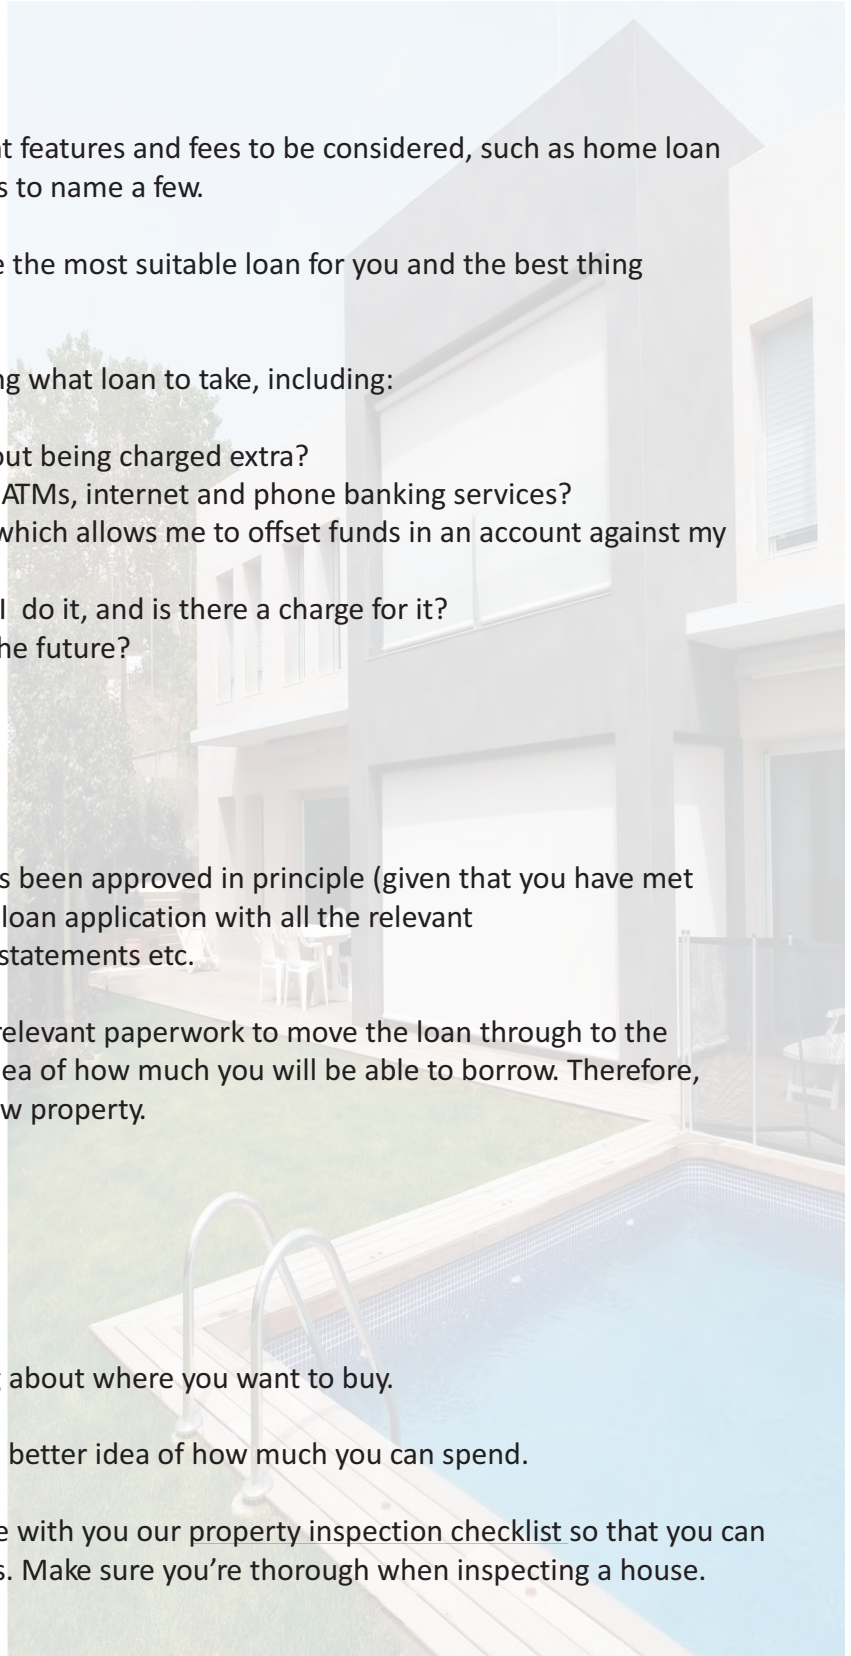 t features and fees to be considered, such as home loan
s to name a few.
e the most suitable loan for you and the best thing
ng what loan to take, including:
out being charged extra?
ATMs, internet and phone banking services?
which allows me to offset funds in an account against my
I do it, and is there a charge for it?
he future?
s been approved in principle (given that you have met
loan application with all the relevant
statements etc.
relevant paperwork to move the loan through to the
ea of how much you will be able to borrow. Therefore,
w property.
about where you want to buy.
better idea of how much you can spend.
e with you our property inspection checklist so that you can
s. Make sure you’re thorough when inspecting a house.